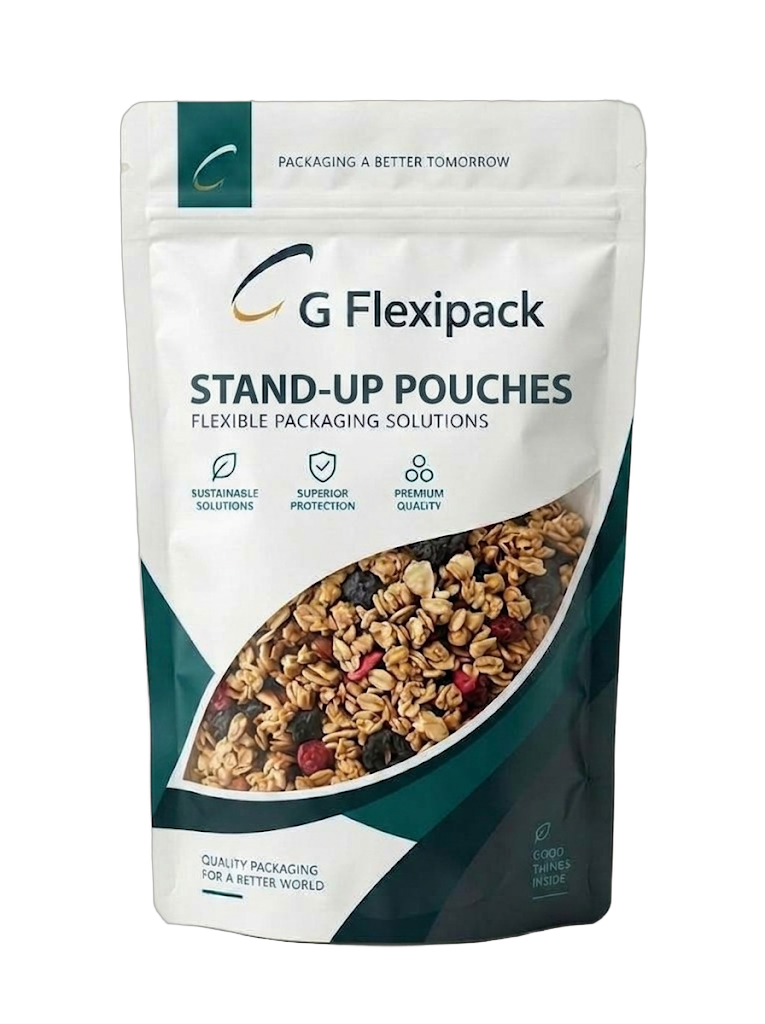 PACKAGING A BETTER TOMORROW
G Flexipack
STAND-UP POUCHES
FLEXIBLE PACKAGING SOLUTIONS
SUSTAINABLE SOLUTIONS
SUPERIOR PROTECTION
PREMIUM QUALITY
QUALITY PACKAGING
FOR A BETTER WORLD
GOOD
THINGS
INSIDE